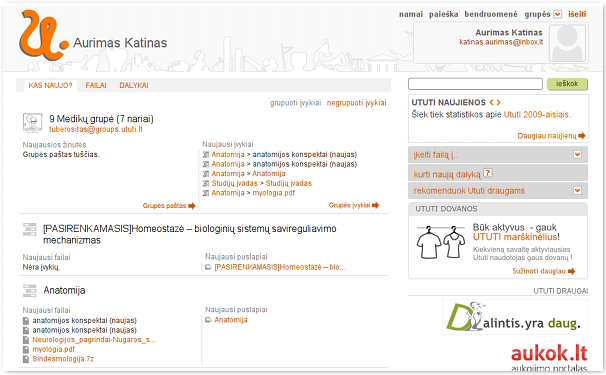 namai paieška bendruomenė grupės išeiti
Aurimas Katinas
Aurimas Katinas
katinas.aurimas@inbox.lt
KAS NAUJO? FAILAI DALYKAI
ieškok
grupuoti įvykiai negrupuoti įvykiai
9 Medikų grupė (7 nariai)
tuberositas@groups.ututi.lt
Naujausios žinutės
Grupės paštas tuščias.
Grupės paštas
Naujausi įvykiai
Anatomija > anatomijos konspektai (naujas)
Anatomija > anatomijos konspektai (naujas)
Anatomija > Anatomija
Studijų įvadas > Studijų įvadas
Anatomija > myologia.pdf
Grupės įvykiai
[PASIRENKAMASIS]Homeostazė – biologinių sistemų savireguliavimo
mechanizmas
Naujausi failai
Nėra įvykių.
Naujausi puslapiai
[PASIRENKAMASIS]Homeostazė – bio...
Anatomija
Naujausi failai
anatomijos konspektai (naujas)
anatomijos konspektai (naujas)
Neurologijos_pagrindai-Nugaros_s...
myologia.pdf
Sindesmologija.7z
Naujausi puslapiai
Anatomija
UTUTI NAUJIENOS
Šiek tiek statistikos apie Ututi 2009-aisiais.
Daugiau naujienų
įkelti failą į..
kurti naują dalyką ?
rekomenduok Ututi draugams
UTUTI DOVANOS
Būk aktyvus - gauk
UTUTI marškinėlius!
Kiekvieną savaitę aktyviausias
Ututi naudotojas gaus dovanų !
Sužinoti daugiau
UTUTI DRAUGAI
Dalintis.yra daug.
aukok.lt
aukojimo portalas